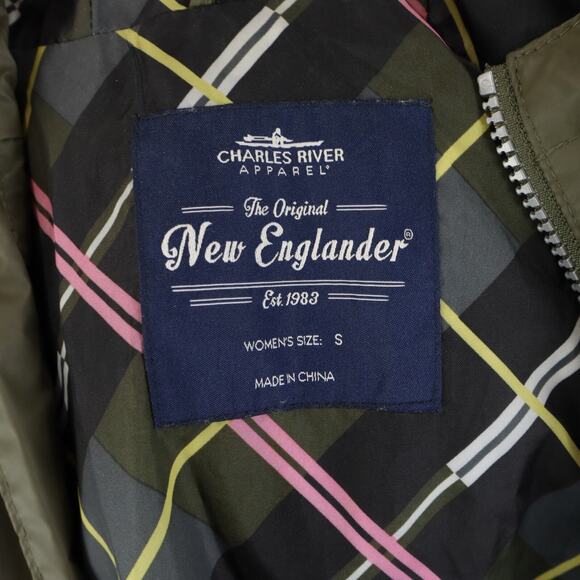 CHARLES RIVER
APPAREL®
The Original
New Englander®
Est. 1983
WOMEN'S SIZE: S
MADE IN CHINA